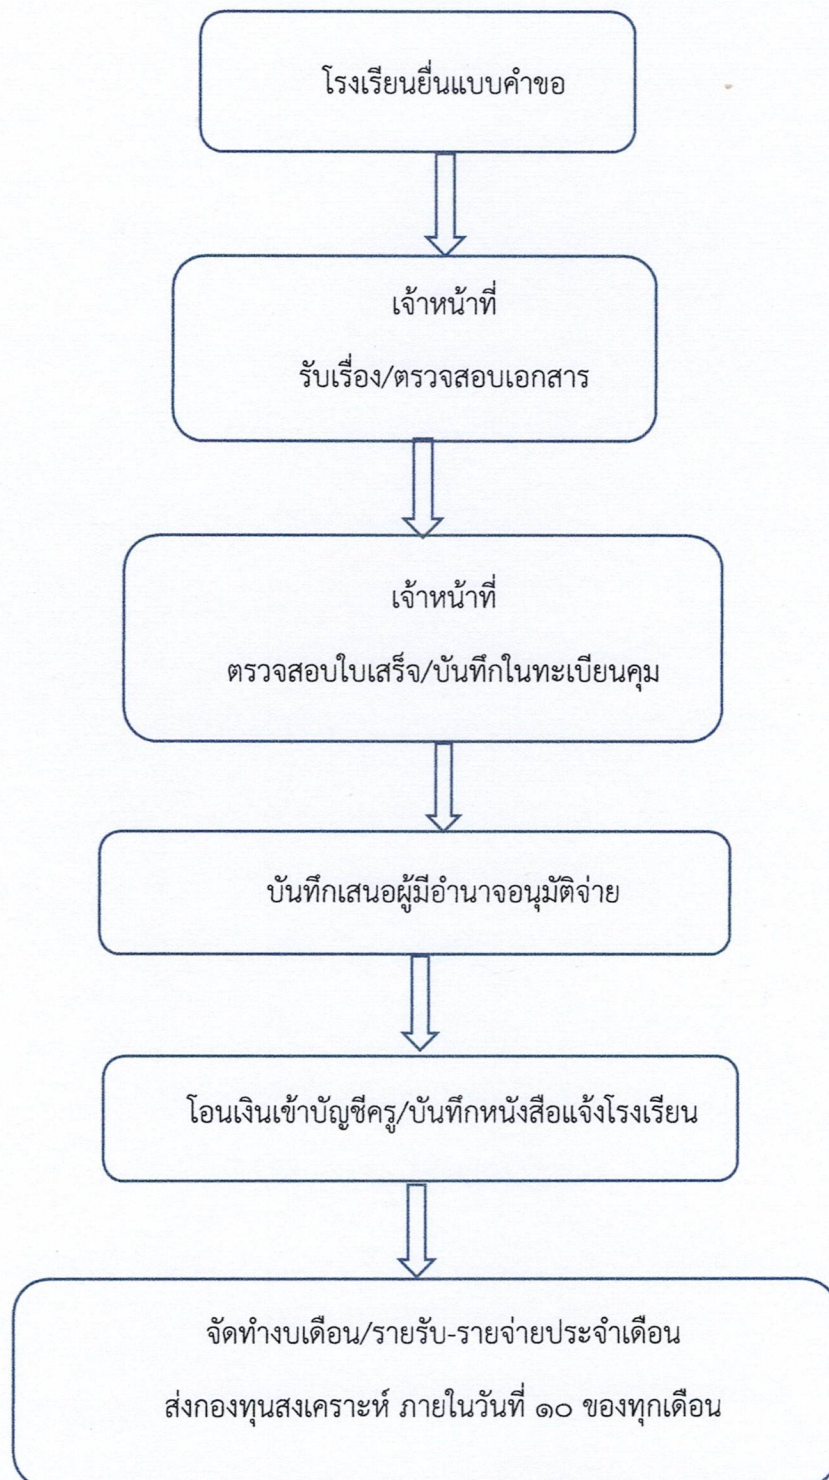 โรงเรียนยื่นแบบคำขอ
เจ้าหน้าที่
รับเรื่อง/ตรวจสอบเอกสาร
เจ้าหน้าที่
ตรวจสอบใบเสร็จ/บันทึกในทะเบียนคุม
บันทึกเสนอผู้มีอำนาจอนุมัติจ่าย
โอนเงินเข้าบัญชีครู/บันทึกหนังสือแจ้งโรงเรียน
จัดทำงบเดือน/รายรับ-รายจ่ายประจำเดือน
ส่งกองทุนสงเคราะห์ ภายในวันที่ ๑๐ ของทุกเดือน